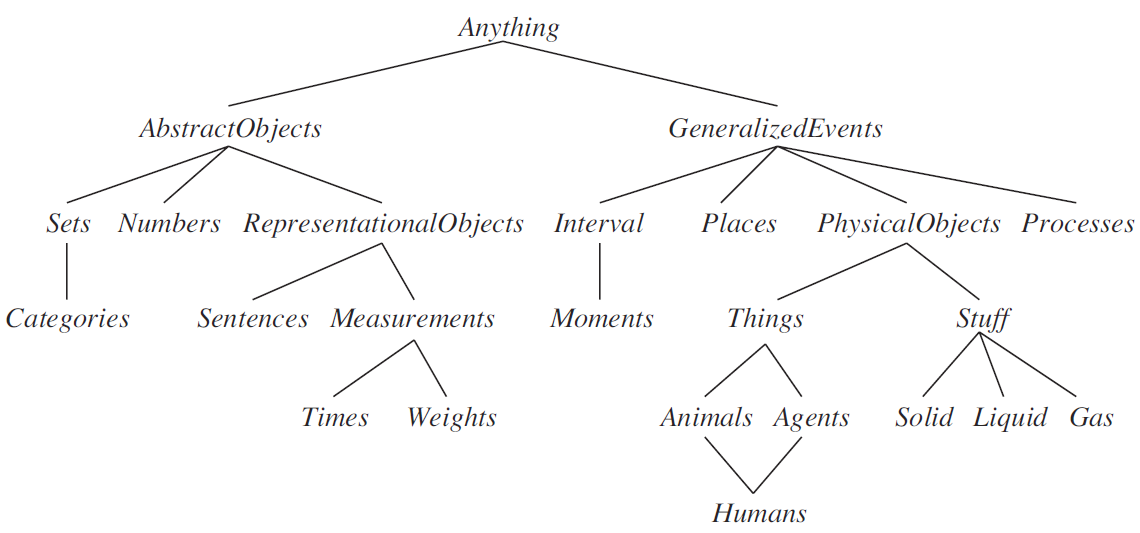 Anything
AbstractObjects GeneralizedEvents
Sets Numbers RepresentationalObjects Interval Places PhysicalObjects Processes
Categories Sentences Measurements Moments Things Stuff
Times Weights Animals Agents Solid Liquid Gas
Humans